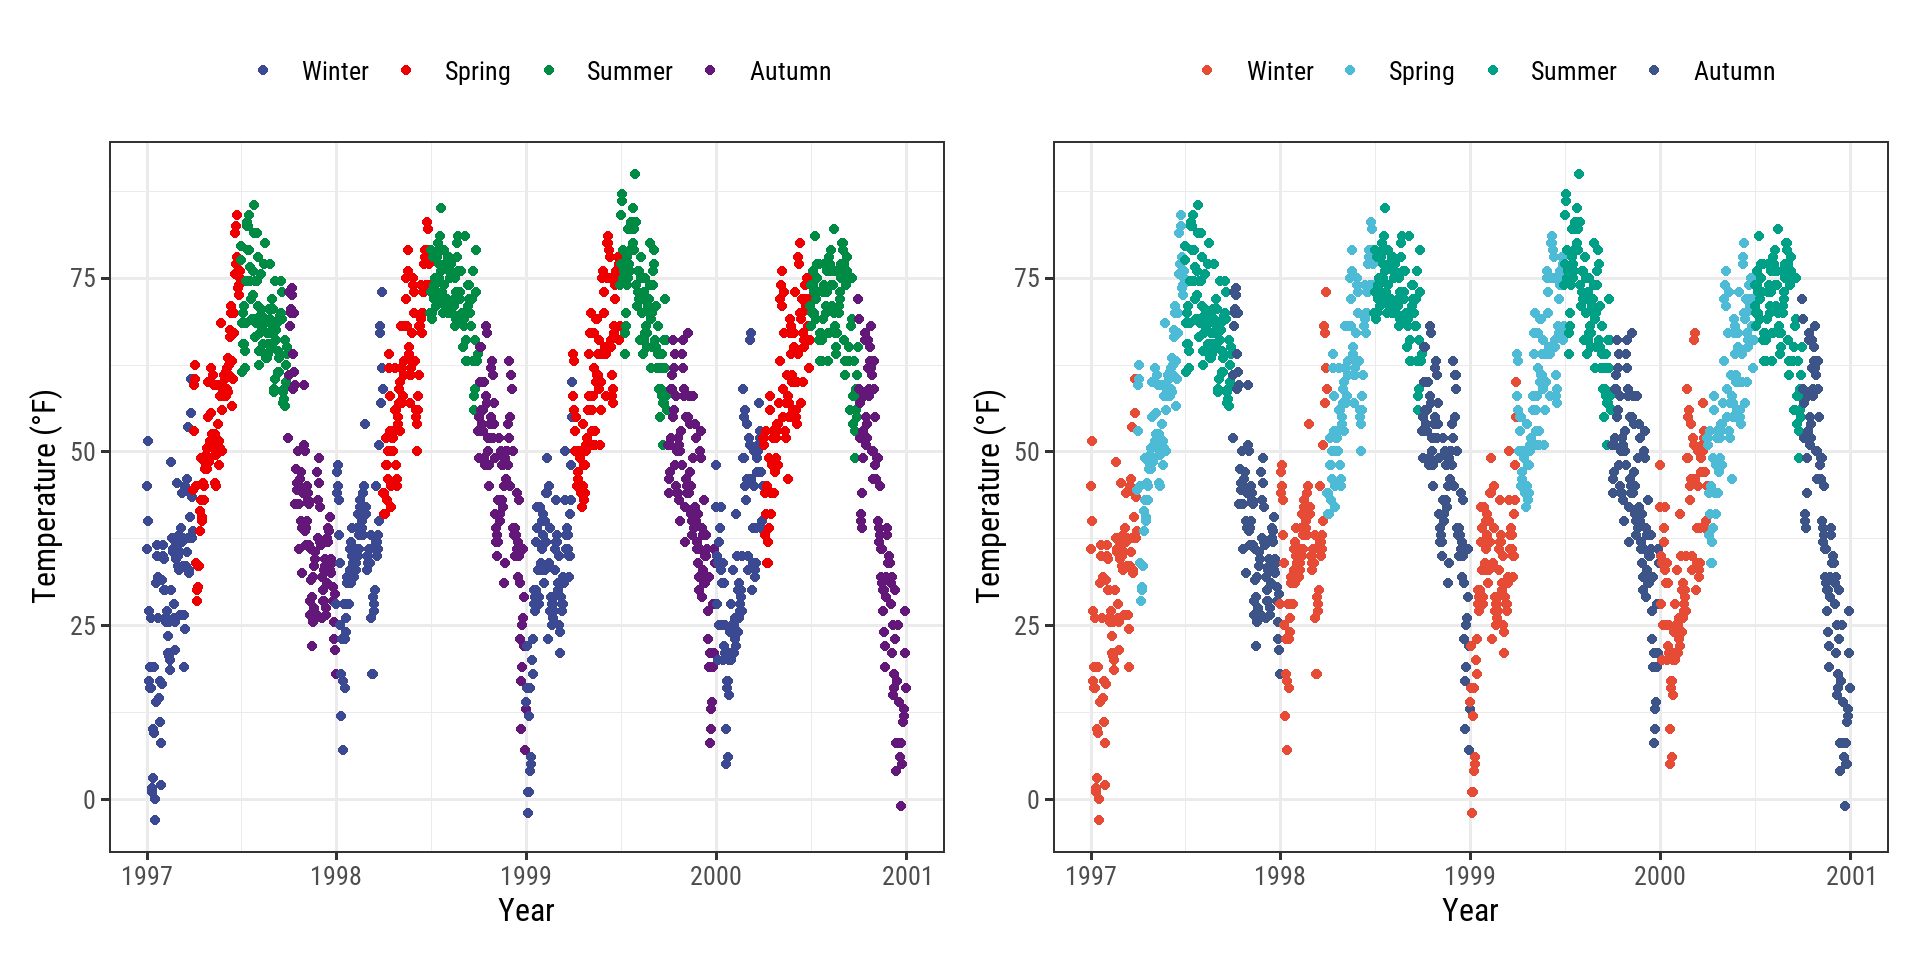 Winter Spring Summer Autumn
Temperature (°F)
75
50
25
0
1997 1998 1999 2000 2001
Year
Winter Spring Summer Autumn
Temperature (°F)
75
50
25
0
1997 1998 1999 2000 2001
Year